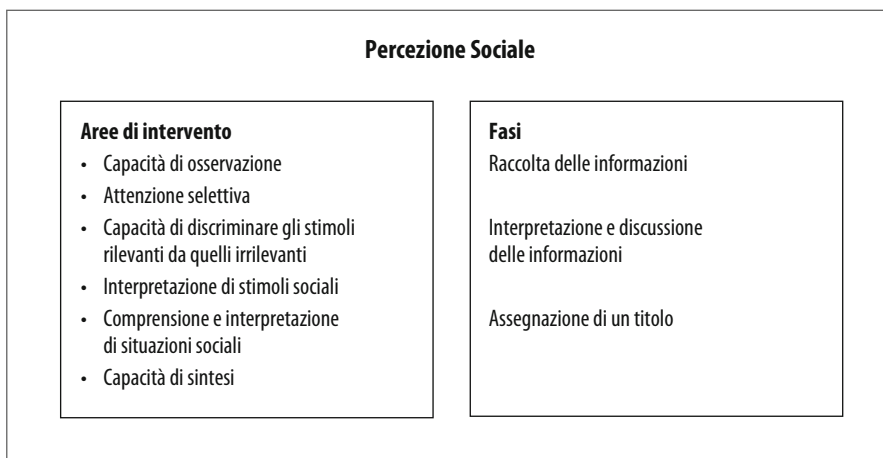 Percezione Sociale
Aree di intervento
• Capacità di osservazione
• Attenzione selettiva
• Capacità di discriminare gli stimoli
rilevanti da quelli irrilevanti
• Interpretazione di stimoli sociali
• Comprensione e interpretazione
di situazioni sociali
• Capacità di sintesi
Fasi
Raccolta delle informazioni
Interpretazione e discussione
delle informazioni
Assegnazione di un titolo